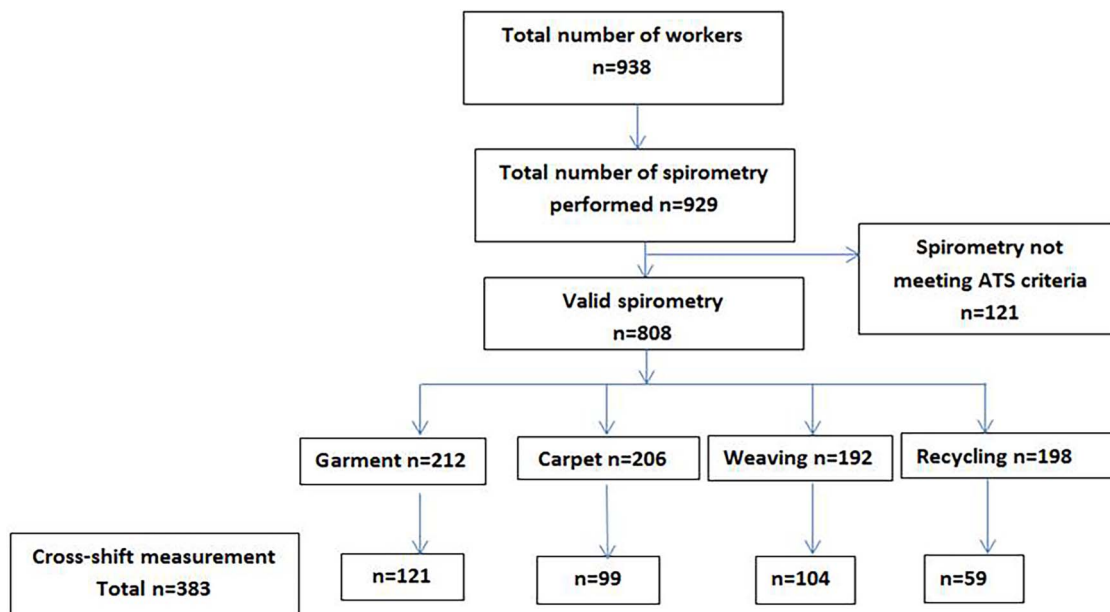 Total number of workers
n=938
Total number of spirometry
performed n=929
Spirometry not
meeting ATS criteria
n=121
Valid spirometry
n=808
Garment n=212
Carpet n=206
Weaving n=192
Recycling n=198
Cross-shift measurement
Total n=383
n=121
n=99
n=104
n=59